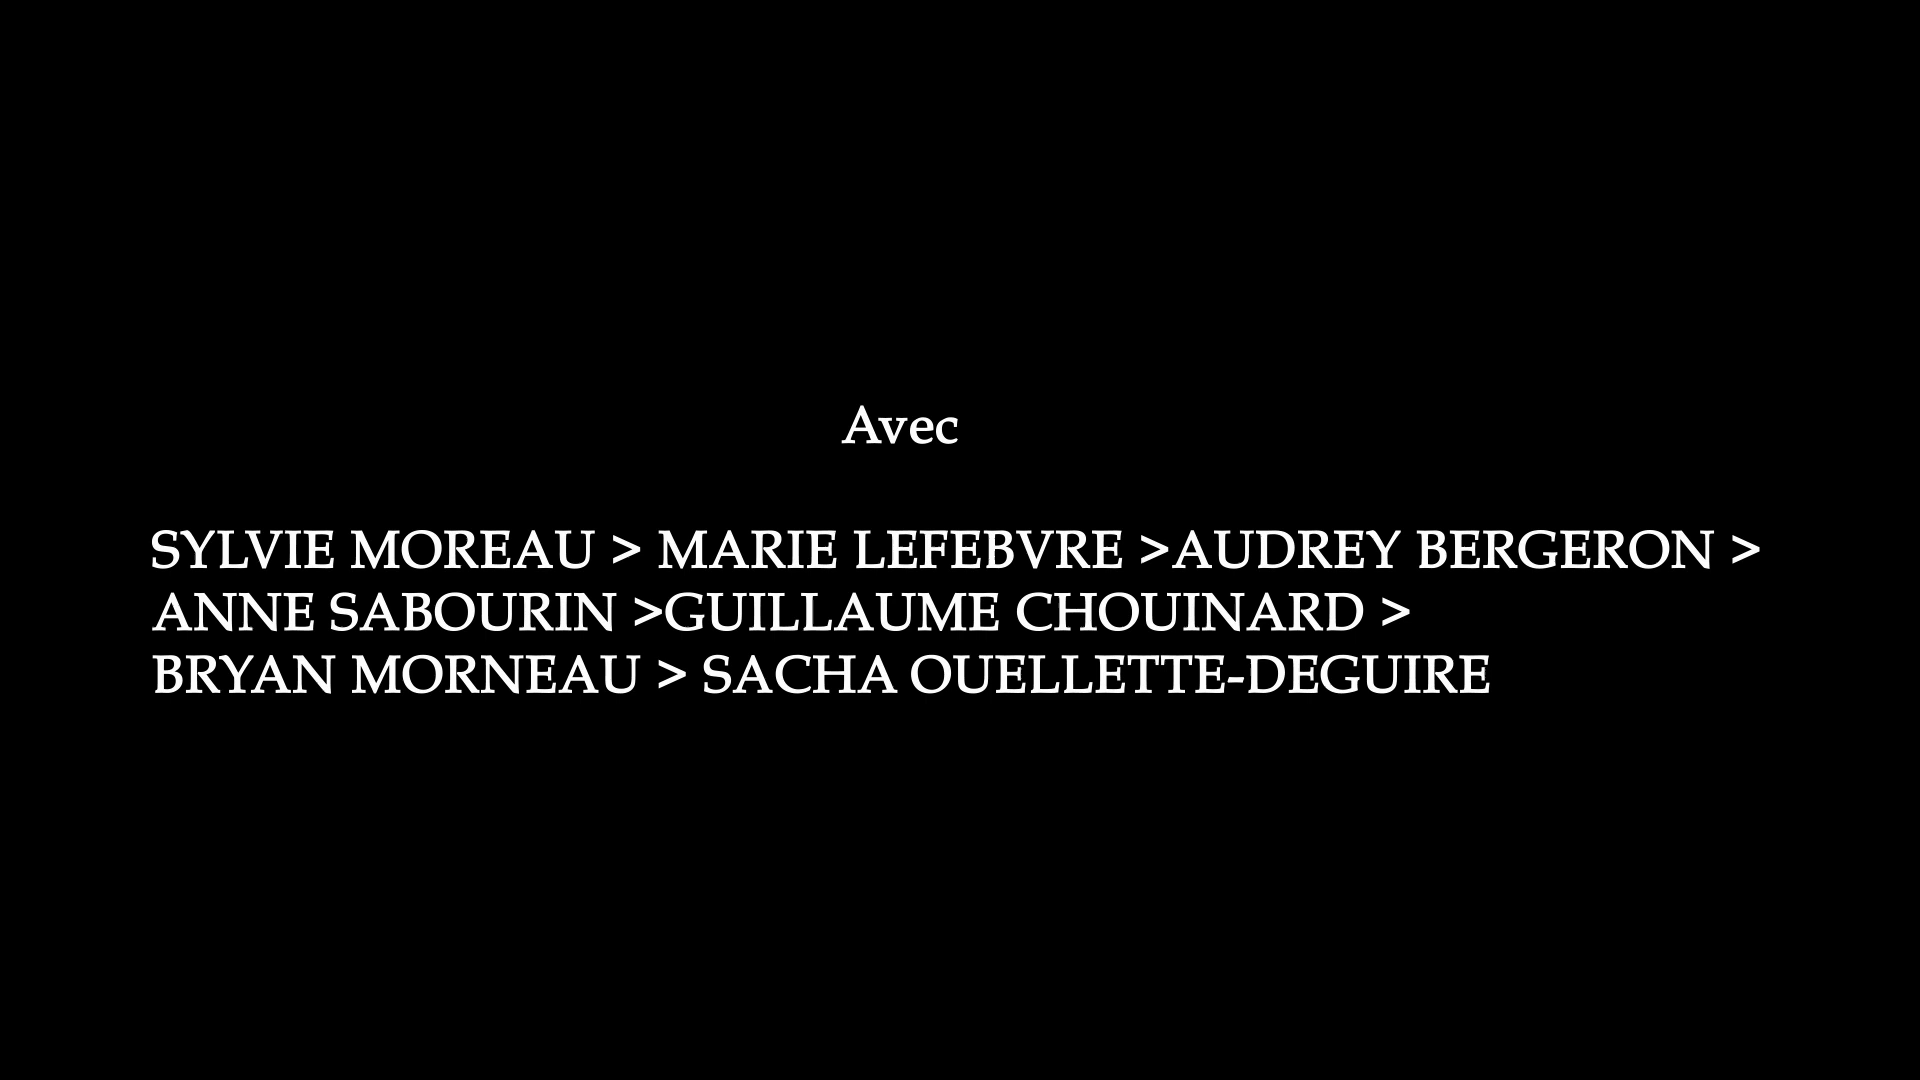 Avec
SYLVIE MOREAU > MARIE LEFEBVRE >AUDREY BERGERON >
ANNE SABOURIN >GUILLAUME CHOUINARD >
BRYAN MORNEAU > SACHA OUELLETTE-DEGUIRE